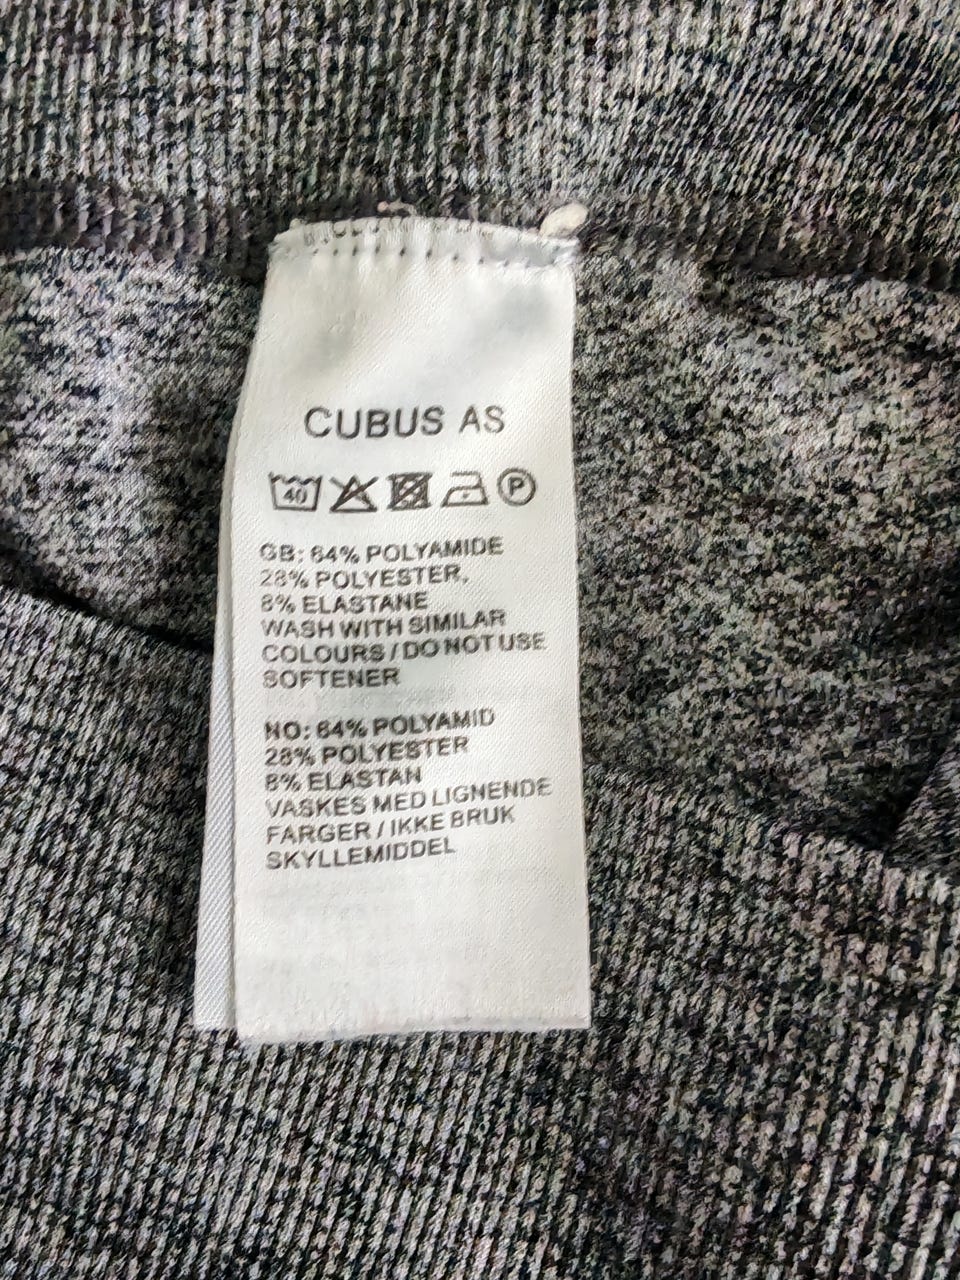 CUBUS AS
40 P
GB: 64% POLYAMIDE
28% POLYESTER,
8% ELASTANE
WASH WITH SIMILAR
COLOURS / DO NOT USE
SOFTENER
NO: 64% POLYAMID
28% POLYESTER
8% ELASTAN
VASKES MED LIGNENDE
FARGER / IKKE BRUK
SKYLLEMIDDEL